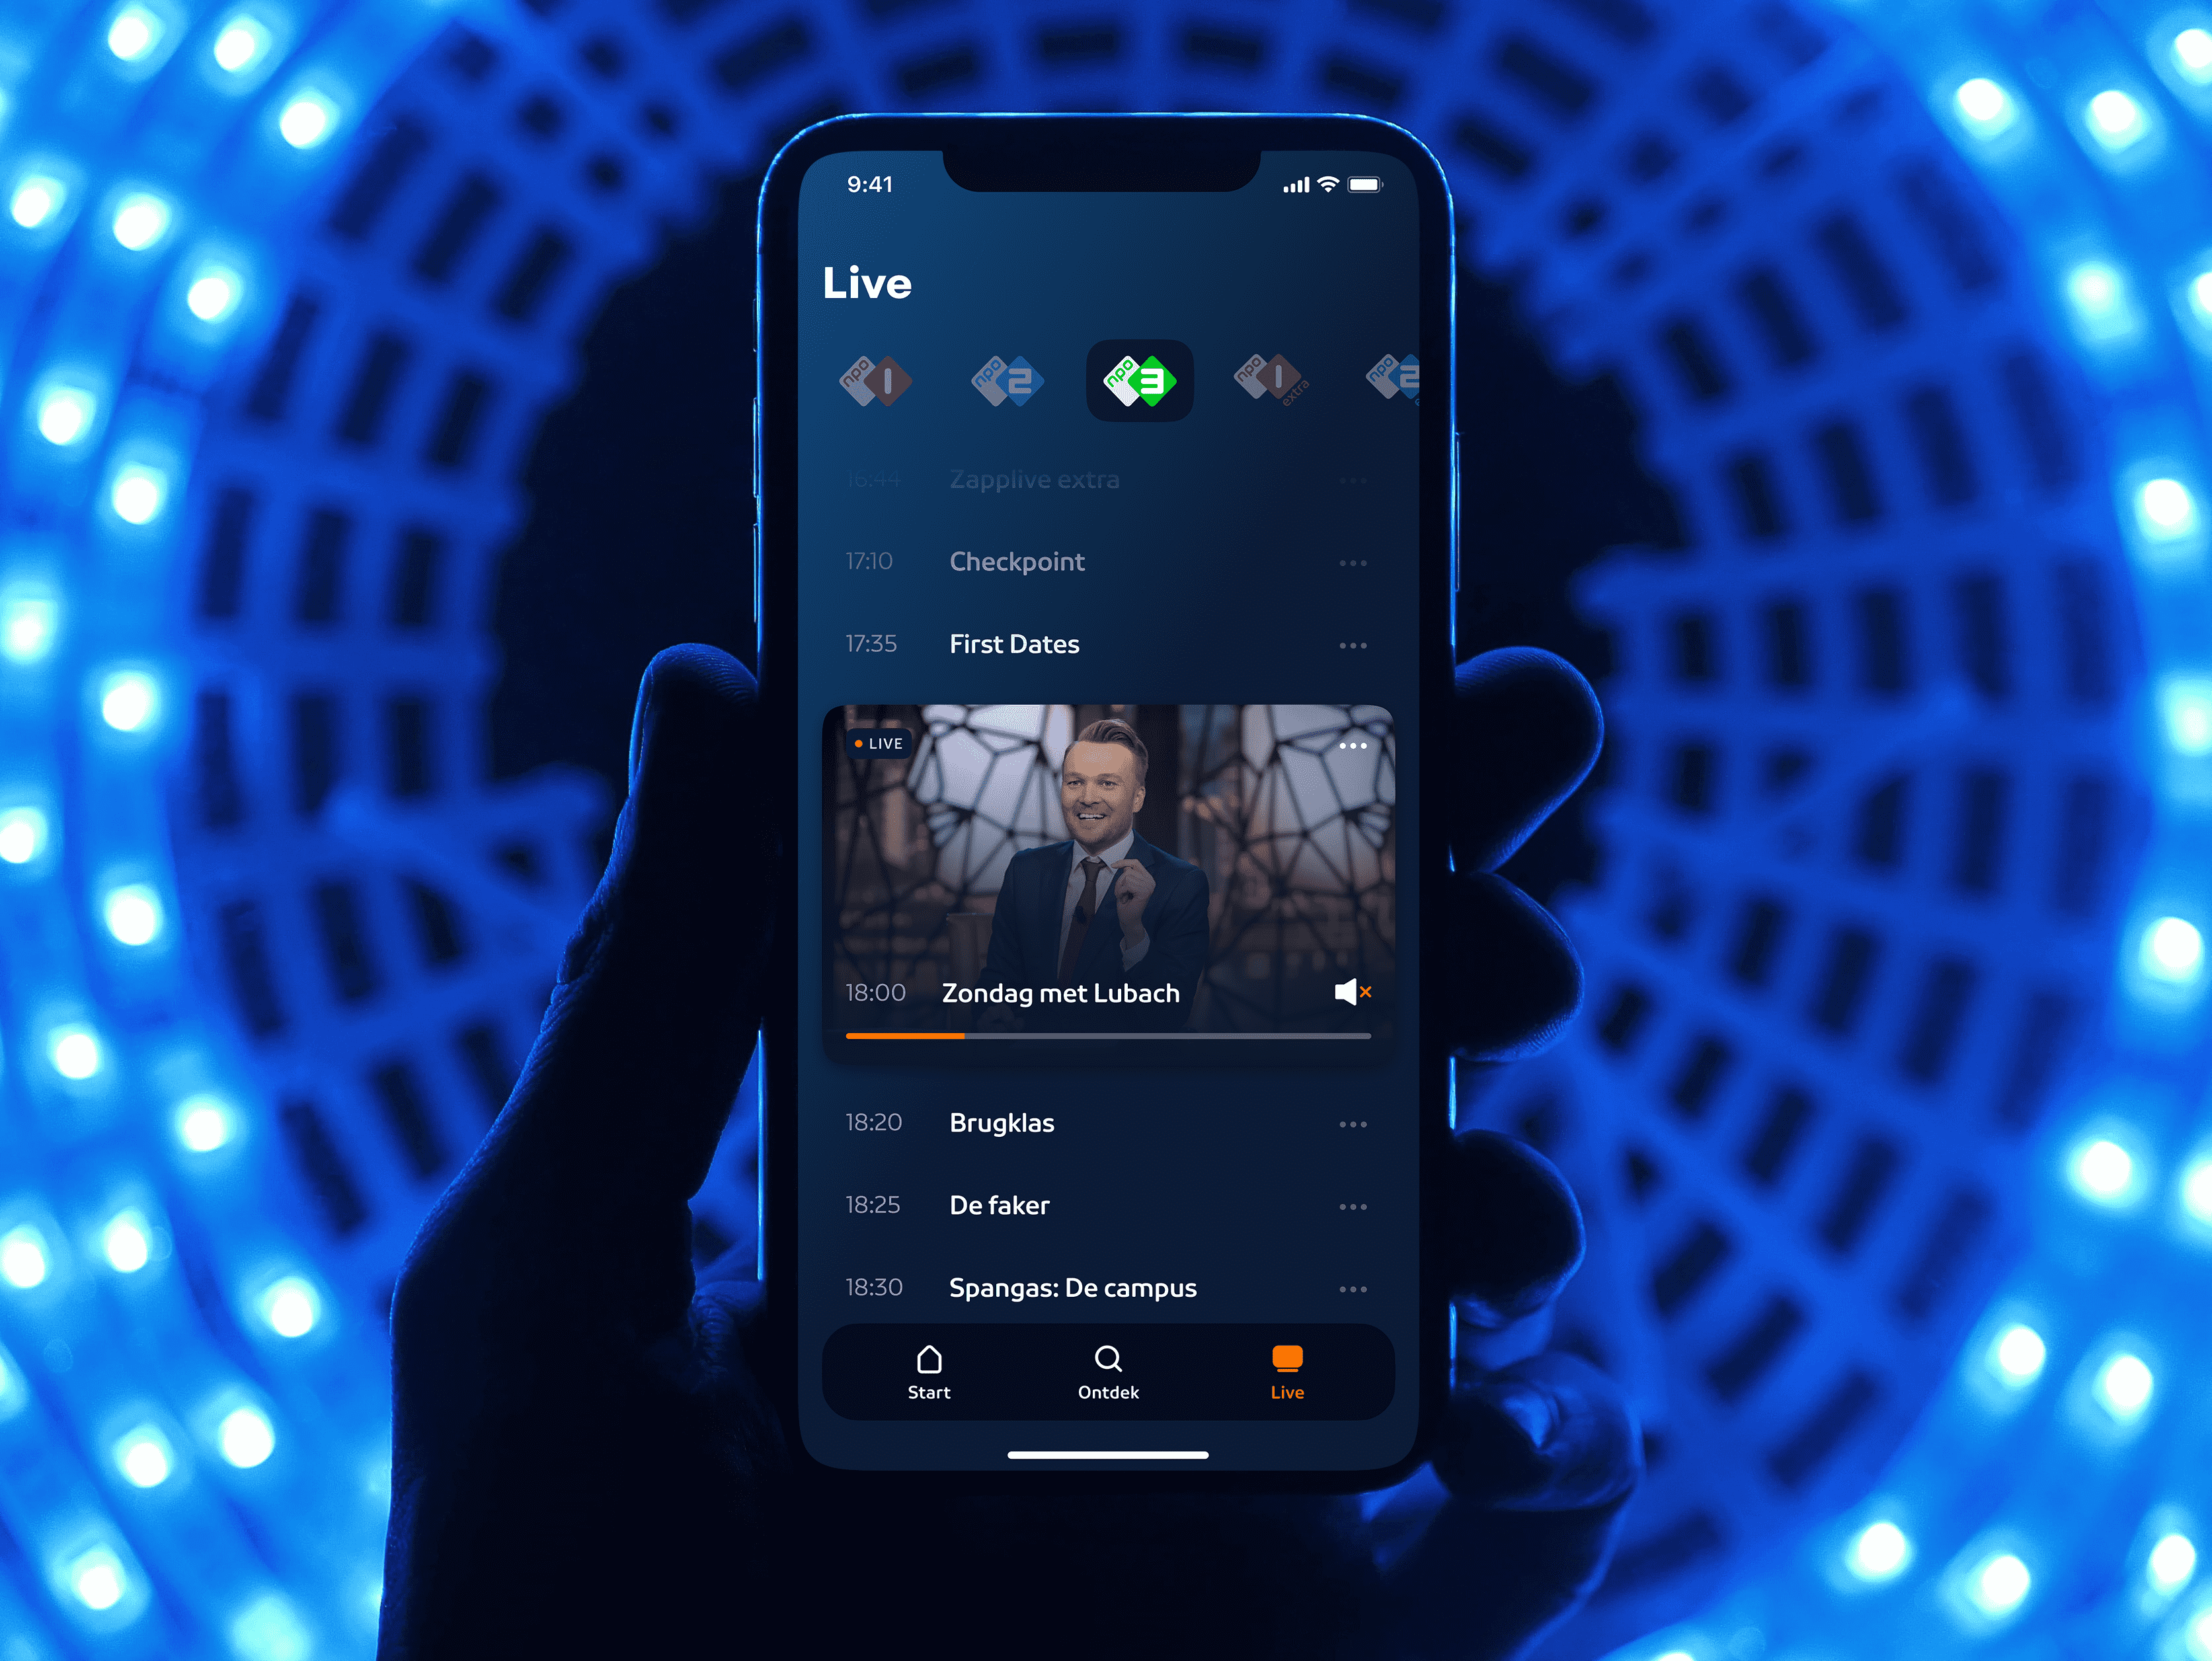 9:41
Live
npo 1
npo 2
npo 3
npo 1 extra
npo 2
16:44 Zapplive extra
17:10 Checkpoint
17:35 First Dates
LIVE
18:00 Zondag met Lubach
18:20 Brugklas
18:25 De faker
18:30 Spangas: De campus
Start Ontdek Live